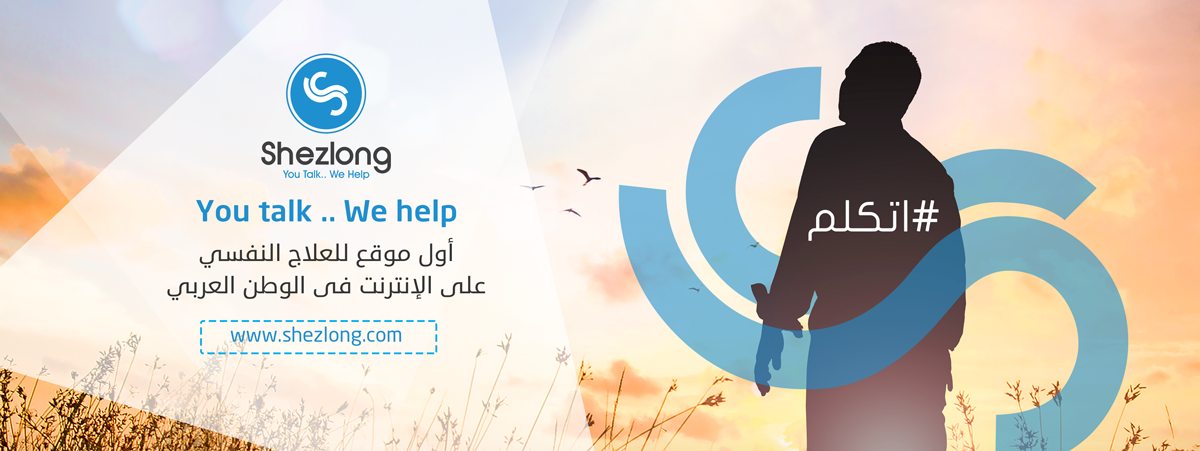 Shezlong
You Talk.. We Help
You talk .. We help
أول موقع للعلاج النفسي
على الإنترنت فى الوطن العربي
www.shezlong.com
#اتكلم